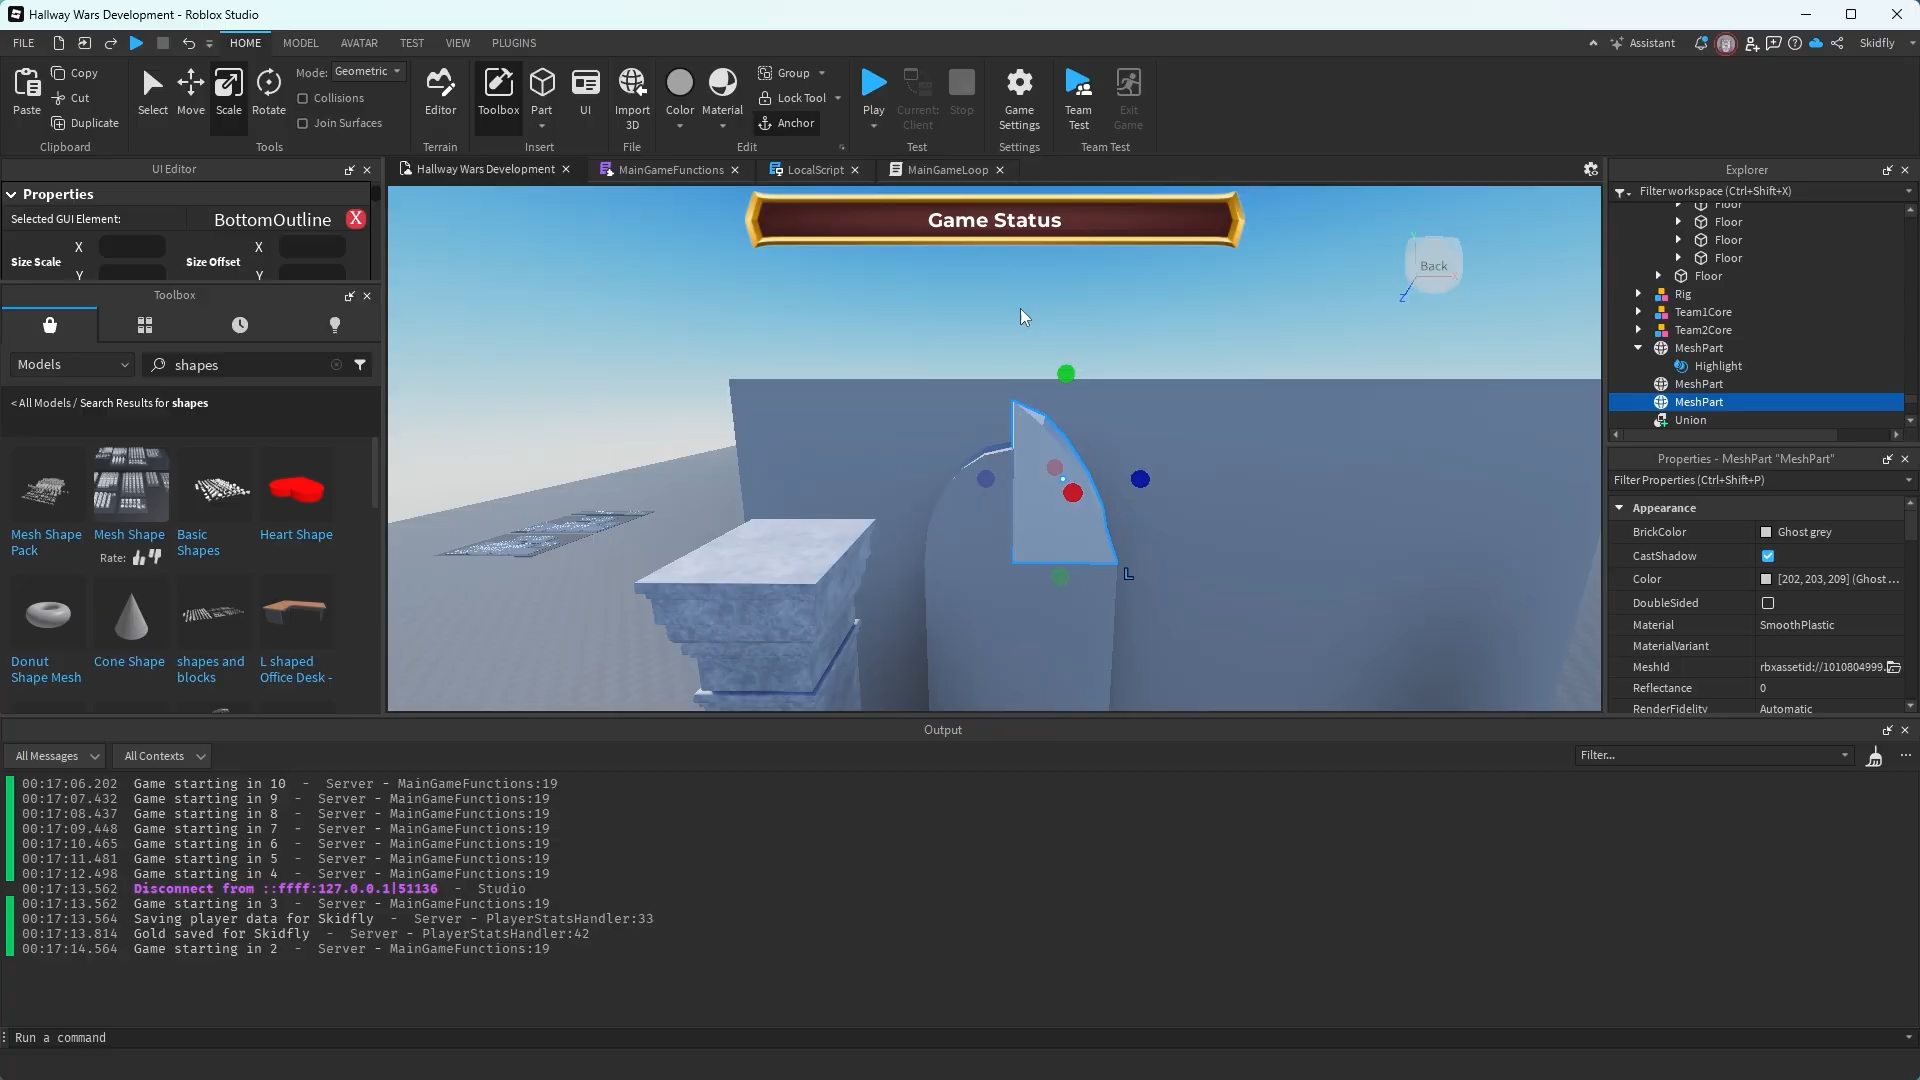 Hallway Wars Development - Roblox Studio
FILE HOME MODEL AVATAR TEST VIEW PLUGINS Assistant Skidfly
Paste Copy Cut Duplicate Clipboard
Select Move Scale Rotate Mode: Geometric Collisions Join Surfaces Tools
Editor Terrain
Toolbox Part UI Insert
Import 3D File
Color Material Group Lock Tool Anchor Edit
Play Current: Client Stop Test
Game Settings Settings
Team Test Exit Game Team Test
UI Editor
Properties
Selected GUI Element: BottomOutline X
X X
Size Scale Size Offset
Y Y
Toolbox
Models shapes
< All Models / Search Results for shapes
Mesh Shape Pack
Mesh Shape
Rate:
Basic Shapes
Heart Shape
Donut Shape Mesh
Cone Shape
shapes and blocks
L shaped Office Desk -
Hallway Wars Development MainGameFunctions LocalScript MainGameLoop
Game Status
Y
Back
X
Z
L
Explorer
Filter workspace (Ctrl+Shift+X)
Floor
Floor
Floor
Floor
Floor
Rig
Team1Core
Team2Core
MeshPart
Highlight
MeshPart
MeshPart
Union
Properties - MeshPart "MeshPart"
Filter Properties (Ctrl+Shift+P)
Appearance
BrickColor Ghost grey
CastShadow
Color [202, 203, 209] (Ghost ...
DoubleSided
Material SmoothPlastic
MaterialVariant
MeshId rbxassetid://1010804999...
Reflectance 0
RenderFidelity Automatic
Output
All Messages All Contexts Filter...
00:17:06.202 Game starting in 10 - Server - MainGameFunctions:19
00:17:07.432 Game starting in 9 - Server - MainGameFunctions:19
00:17:08.437 Game starting in 8 - Server - MainGameFunctions:19
00:17:09.448 Game starting in 7 - Server - MainGameFunctions:19
00:17:10.465 Game starting in 6 - Server - MainGameFunctions:19
00:17:11.481 Game starting in 5 - Server - MainGameFunctions:19
00:17:12.498 Game starting in 4 - Server - MainGameFunctions:19
00:17:13.562 Disconnect from ::ffff:127.0.0.1|51136 - Studio
00:17:13.562 Game starting in 3 - Server - MainGameFunctions:19
00:17:13.564 Saving player data for Skidfly - Server - PlayerStatsHandler:33
00:17:13.814 Gold saved for Skidfly - Server - PlayerStatsHandler:42
00:17:14.564 Game starting in 2 - Server - MainGameFunctions:19
Run a command